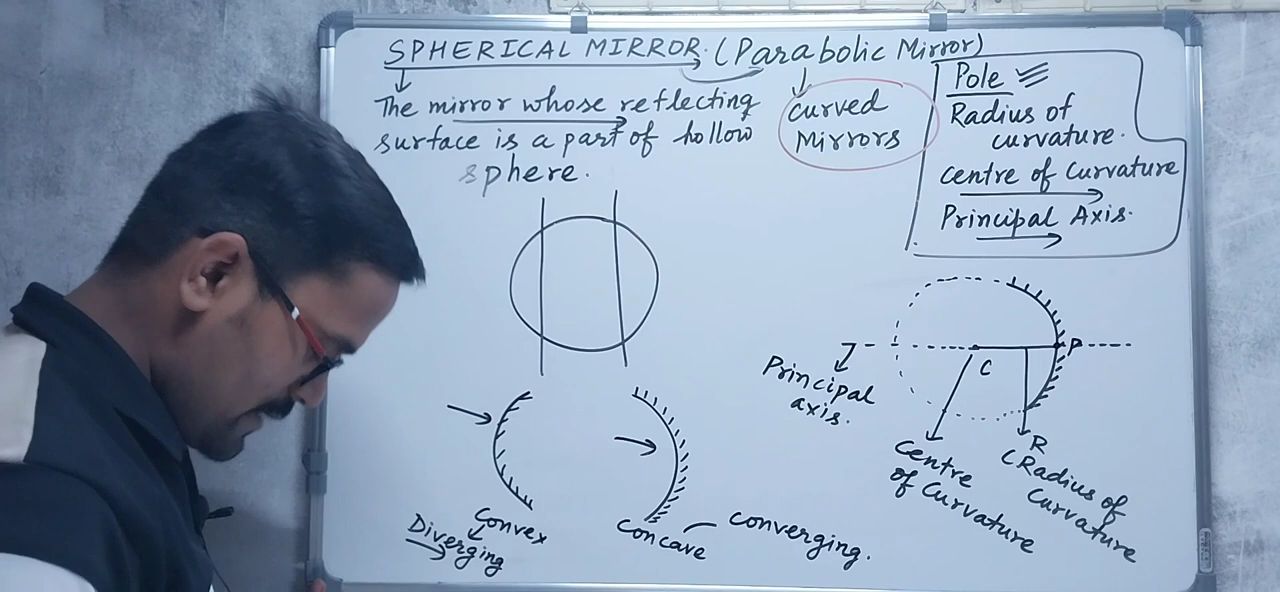 SPHERICAL MIRROR. (Parabolic Mirror)
The mirror whose reflecting
surface is a part of hollow
sphere.
curved
Mirrors
Pole
Radius of
curvature.
centre of Curvature
Principal Axis.
Principal
axis.
C
P
Centre
of Curvature
R
(Radius of
Curvature
Convex
Diverging
Concave
converging.